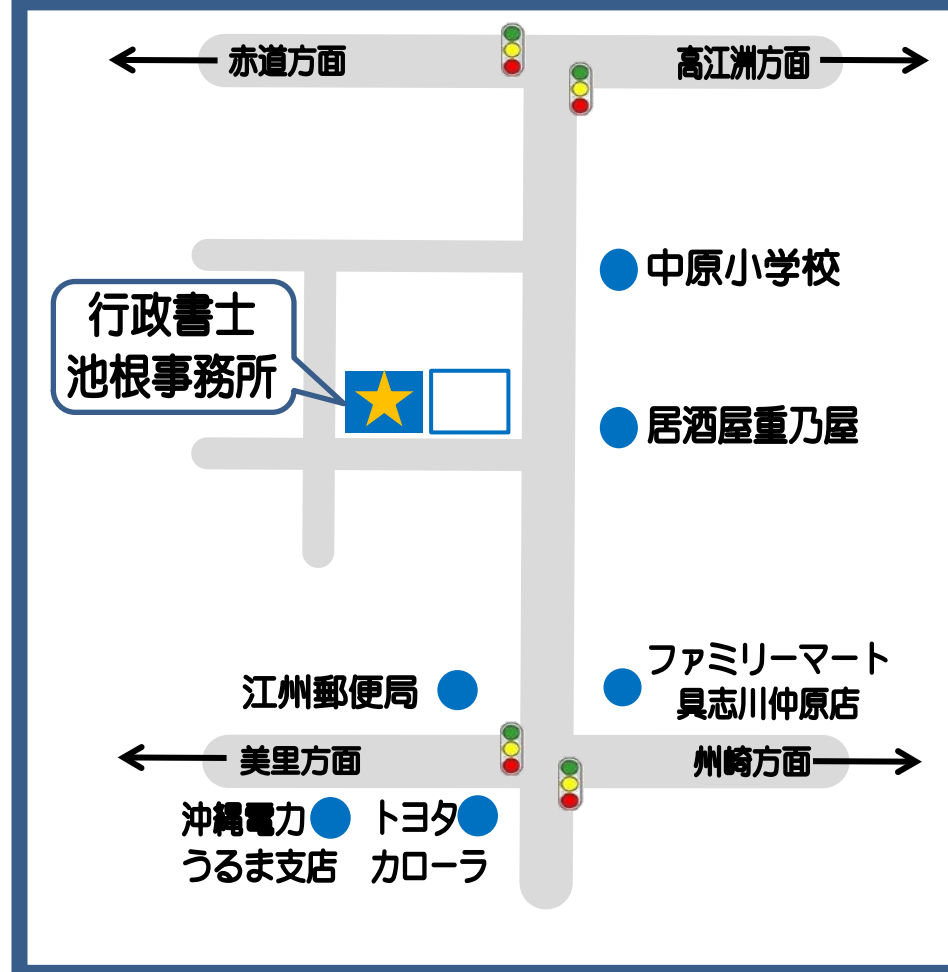 赤道方面
高江洲方面
中原小学校
行政書士
池根事務所
居酒屋重乃屋
ファミリーマート
具志川仲原店
江州郵便局
美里方面
州崎方面
沖縄電力
うるま支店
トヨタ
カローラ